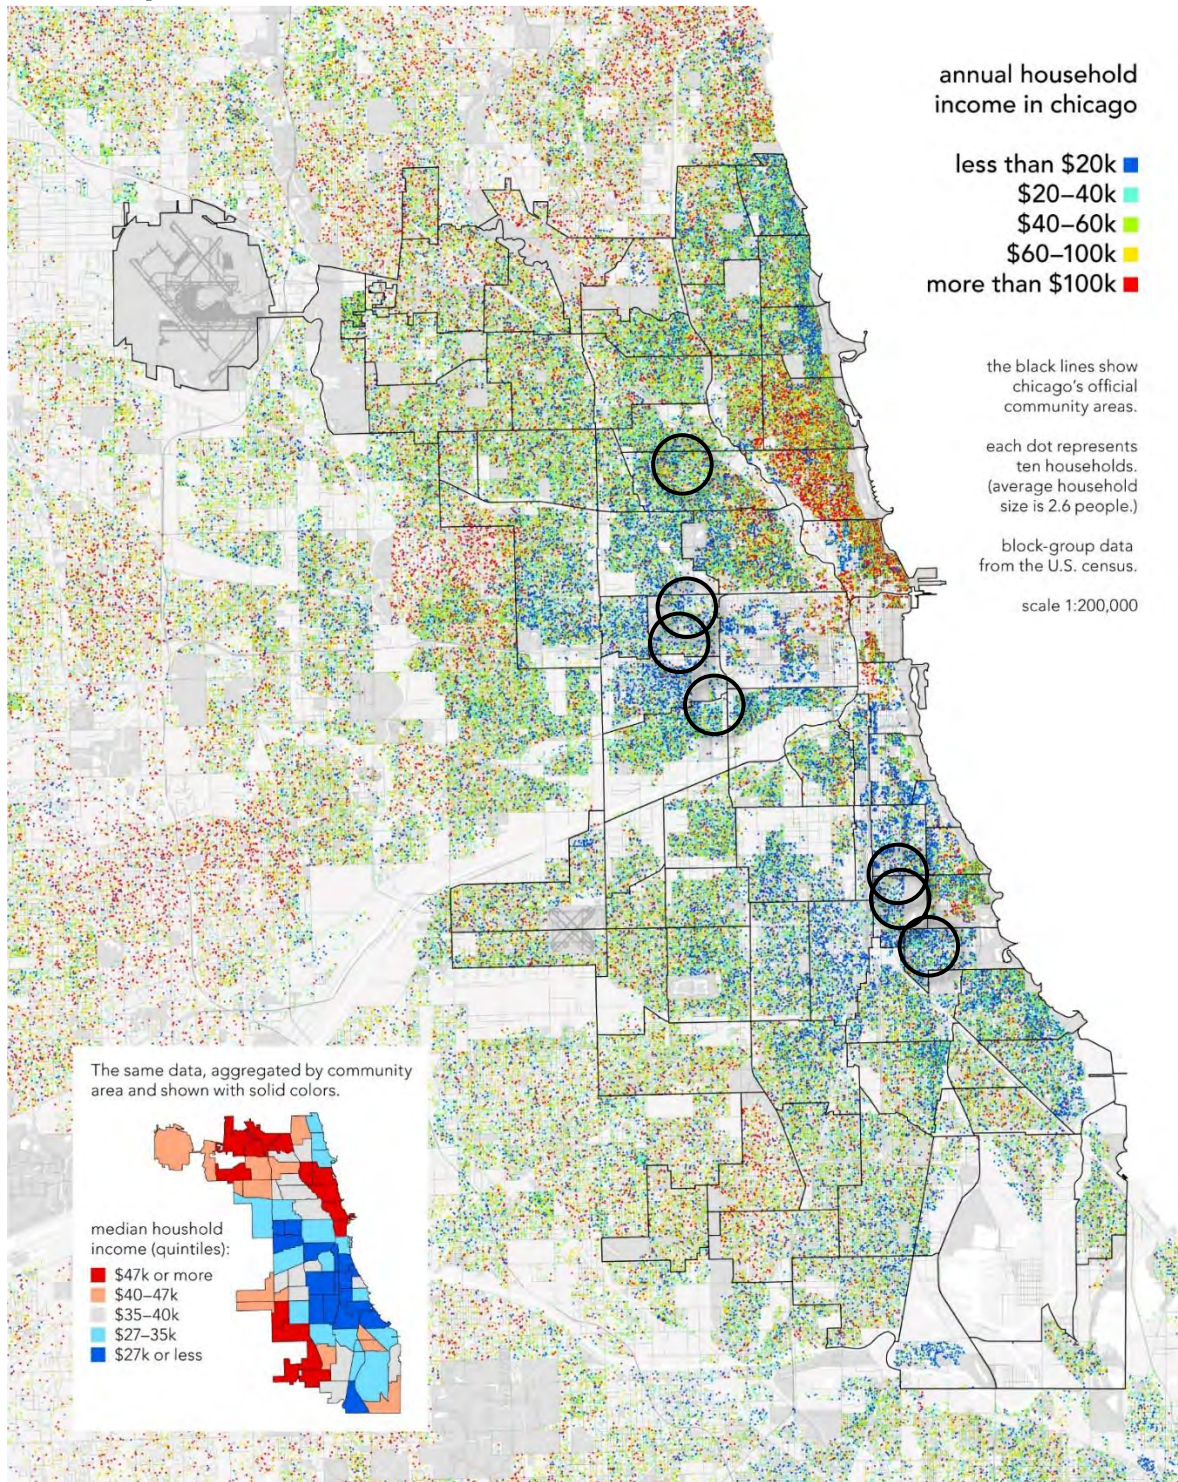 annual household
income in chicago
less than $20k
$20–40k
$40–60k
$60–100k
more than $100k
the black lines show
chicago's official
community areas.
each dot represents
ten households.
(average household
size is 2.6 people.)
block-group data
from the U.S. census.
scale 1:200,000
The same data, aggregated by community
area and shown with solid colors.
median houshold
income (quintiles):
$47k or more
$40–47k
$35–40k
$27–35k
$27k or less